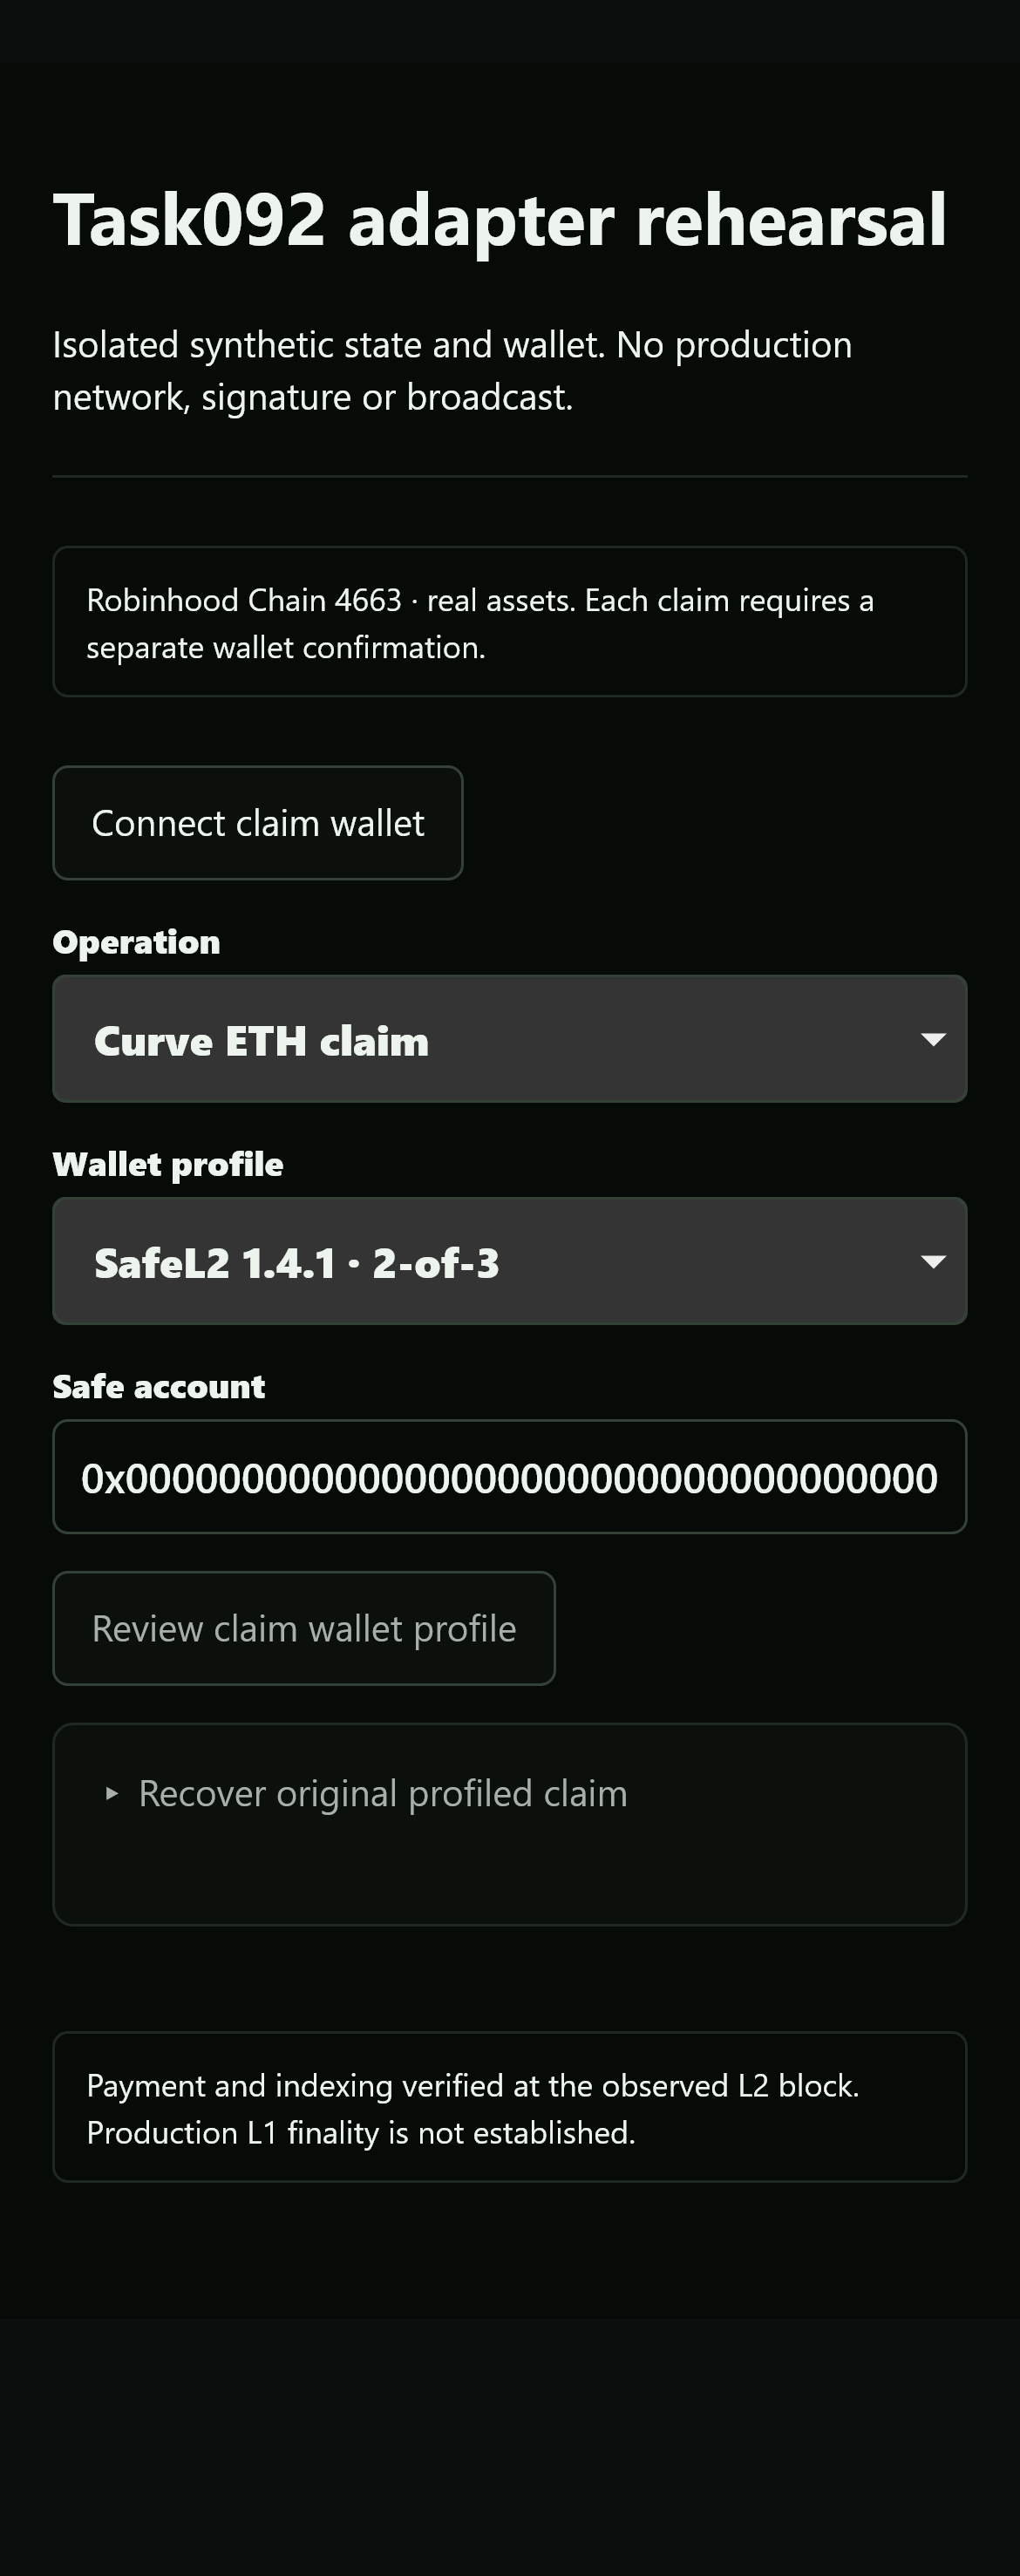 Task092 adapter rehearsal
Isolated synthetic state and wallet. No production
network, signature or broadcast.
Robinhood Chain 4663 · real assets. Each claim requires a
separate wallet confirmation.
Connect claim wallet
Operation
Curve ETH claim
Wallet profile
SafeL2 1.4.1 · 2-of-3
Safe account
0x00000000000000000000000000000000000
Review claim wallet profile
Recover original profiled claim
Payment and indexing verified at the observed L2 block.
Production L1 finality is not established.